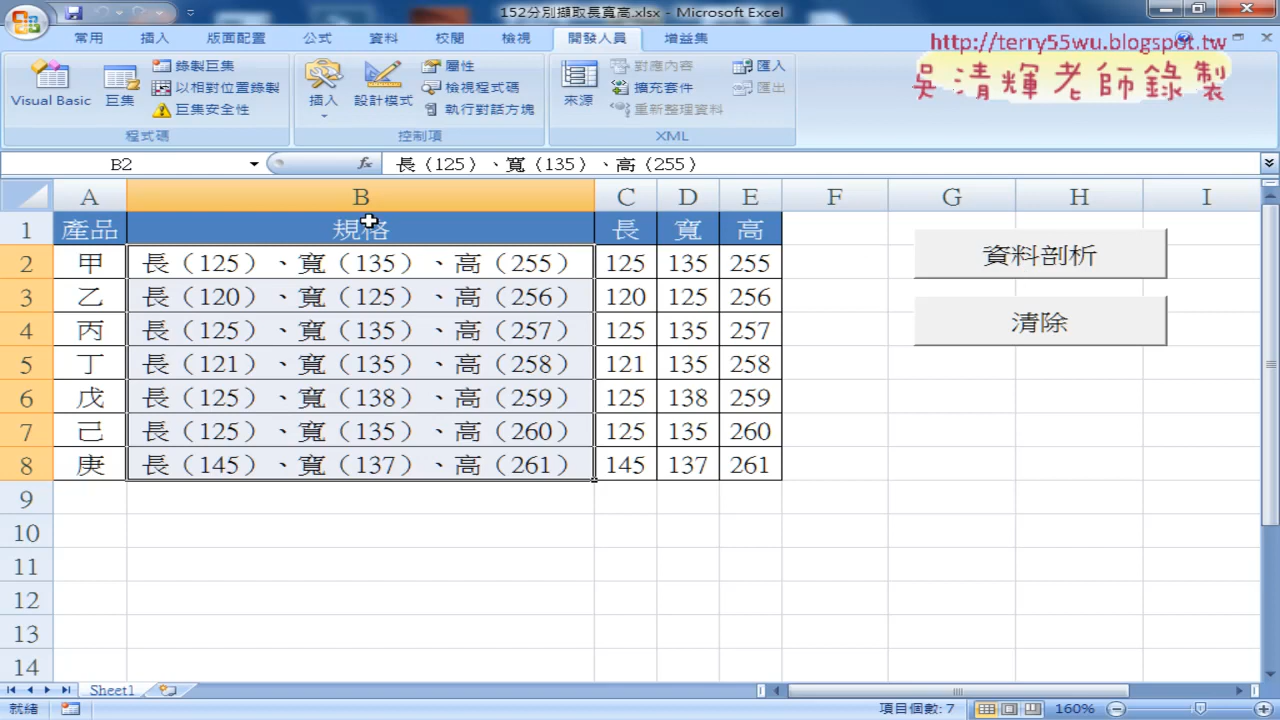 152分別擷取長寬高.xlsx - Microsoft Excel
常用 插入 版面配置 公式 資料 校閱 檢視 開發人員 增益集
http://terry55wu.blogspot.tw
吳清輝老師錄製
Visual Basic 巨集 錄製巨集 以相對位置錄製 巨集安全性
程式碼
插入 設計模式 屬性 檢視程式碼 執行對話方塊
控制項
來源 對應內容 擴充套件 重新整理資料 匯入 匯出
XML
B2 fx 長（125）、寬（135）、高（255）
A B C D E F G H I
1 產品 規格 長 寬 高
2 甲 長（125）、寬（135）、高（255） 125 135 255
3 乙 長（120）、寬（125）、高（256） 120 125 256
4 丙 長（125）、寬（135）、高（257） 125 135 257
5 丁 長（121）、寬（135）、高（258） 121 135 258
6 戊 長（125）、寬（138）、高（259） 125 138 259
7 己 長（125）、寬（135）、高（260） 125 135 260
8 庚 長（145）、寬（137）、高（261） 145 137 261
9
10
11
12
13
14
資料剖析
清除
Sheet1
就緒 項目個數: 7 160%